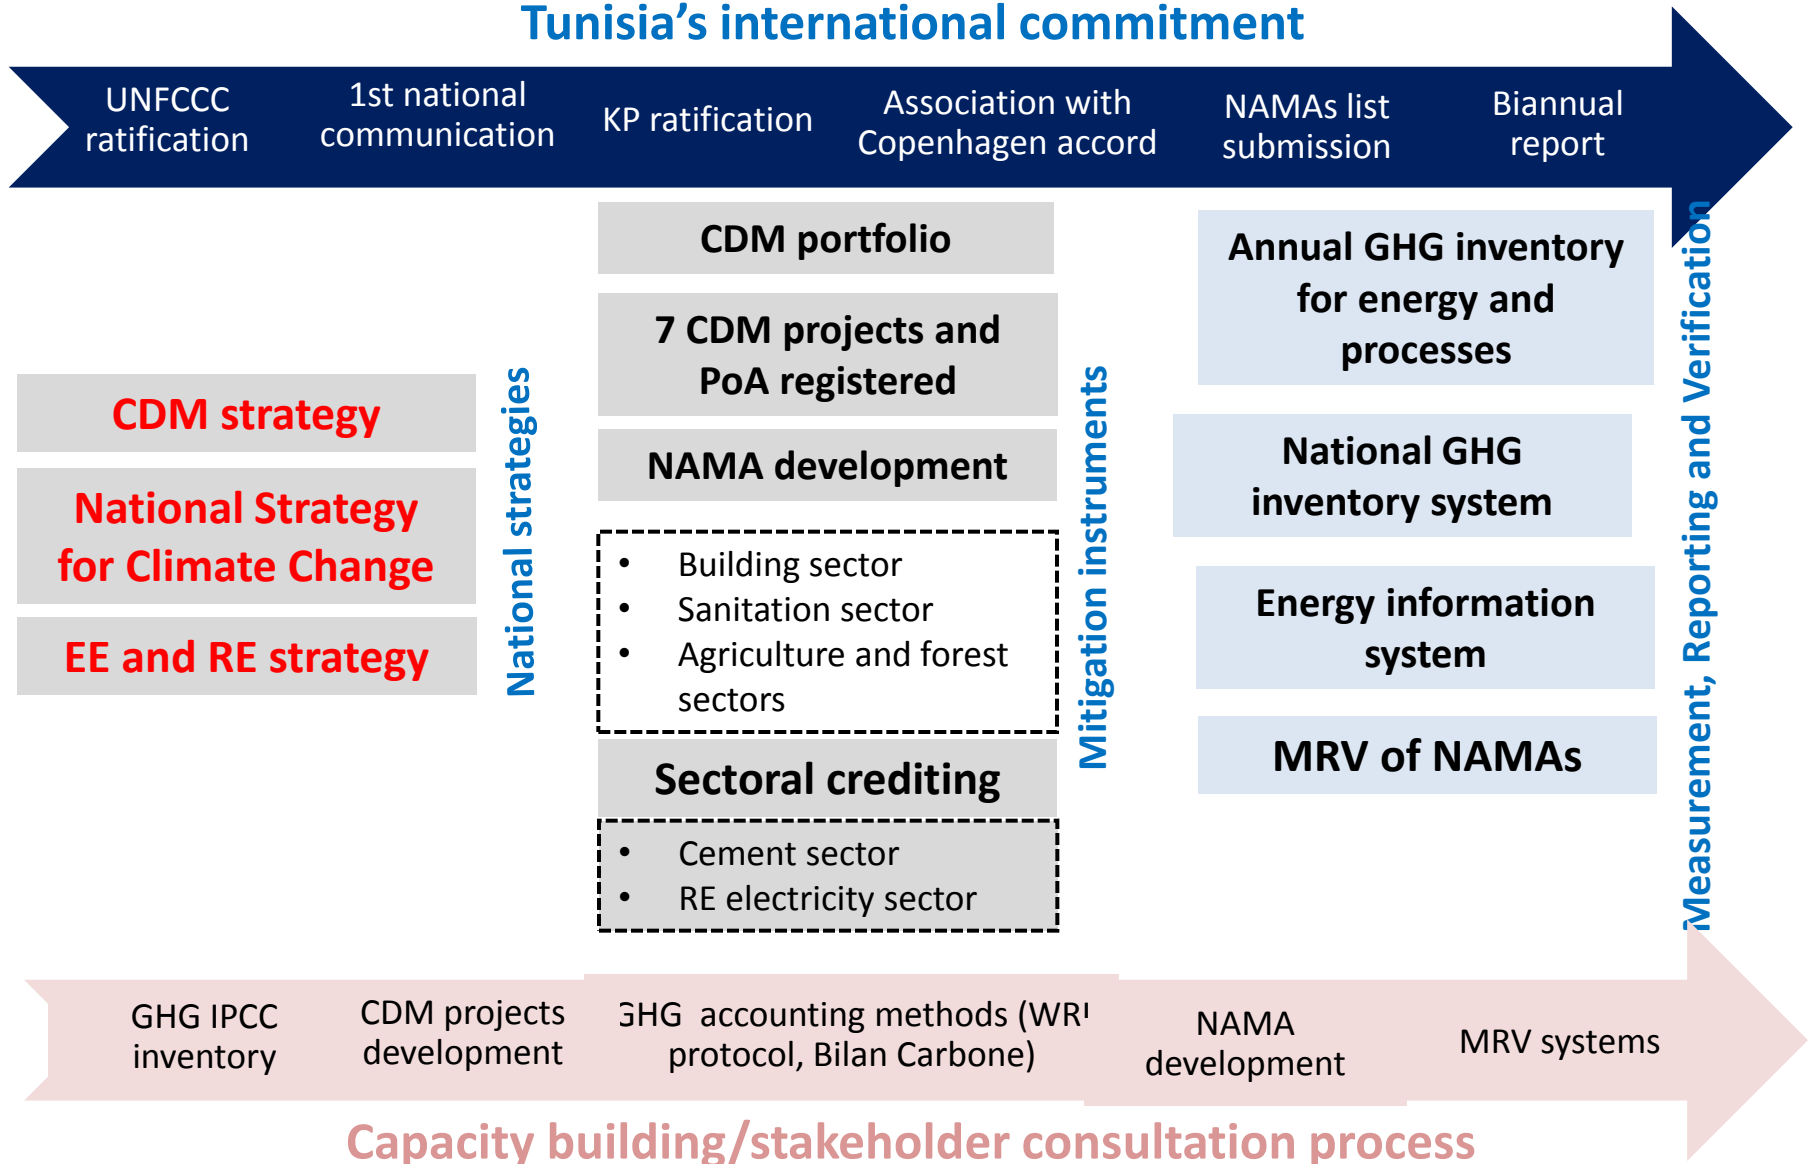 Tunisia's international commitment
UNFCCC
ratification
1st national
communication
KP ratification
Association with
Copenhagen accord
NAMAs list
submission
Biannual
report
CDM strategy
National Strategy
for Climate Change
EE and RE strategy
National strategies
CDM portfolio
7 CDM projects and
PoA registered
NAMA development
• Building sector
• Sanitation sector
• Agriculture and forest
sectors
Sectoral crediting
• Cement sector
• RE electricity sector
Mitigation instruments
Annual GHG inventory
for energy and
processes
National GHG
inventory system
Energy information
system
MRV of NAMAs
Measurement, Reporting and Verification
GHG IPCC
inventory
CDM projects
development
GHG accounting methods (WRI
protocol, Bilan Carbone)
NAMA
development
MRV systems
Capacity building/stakeholder consultation process